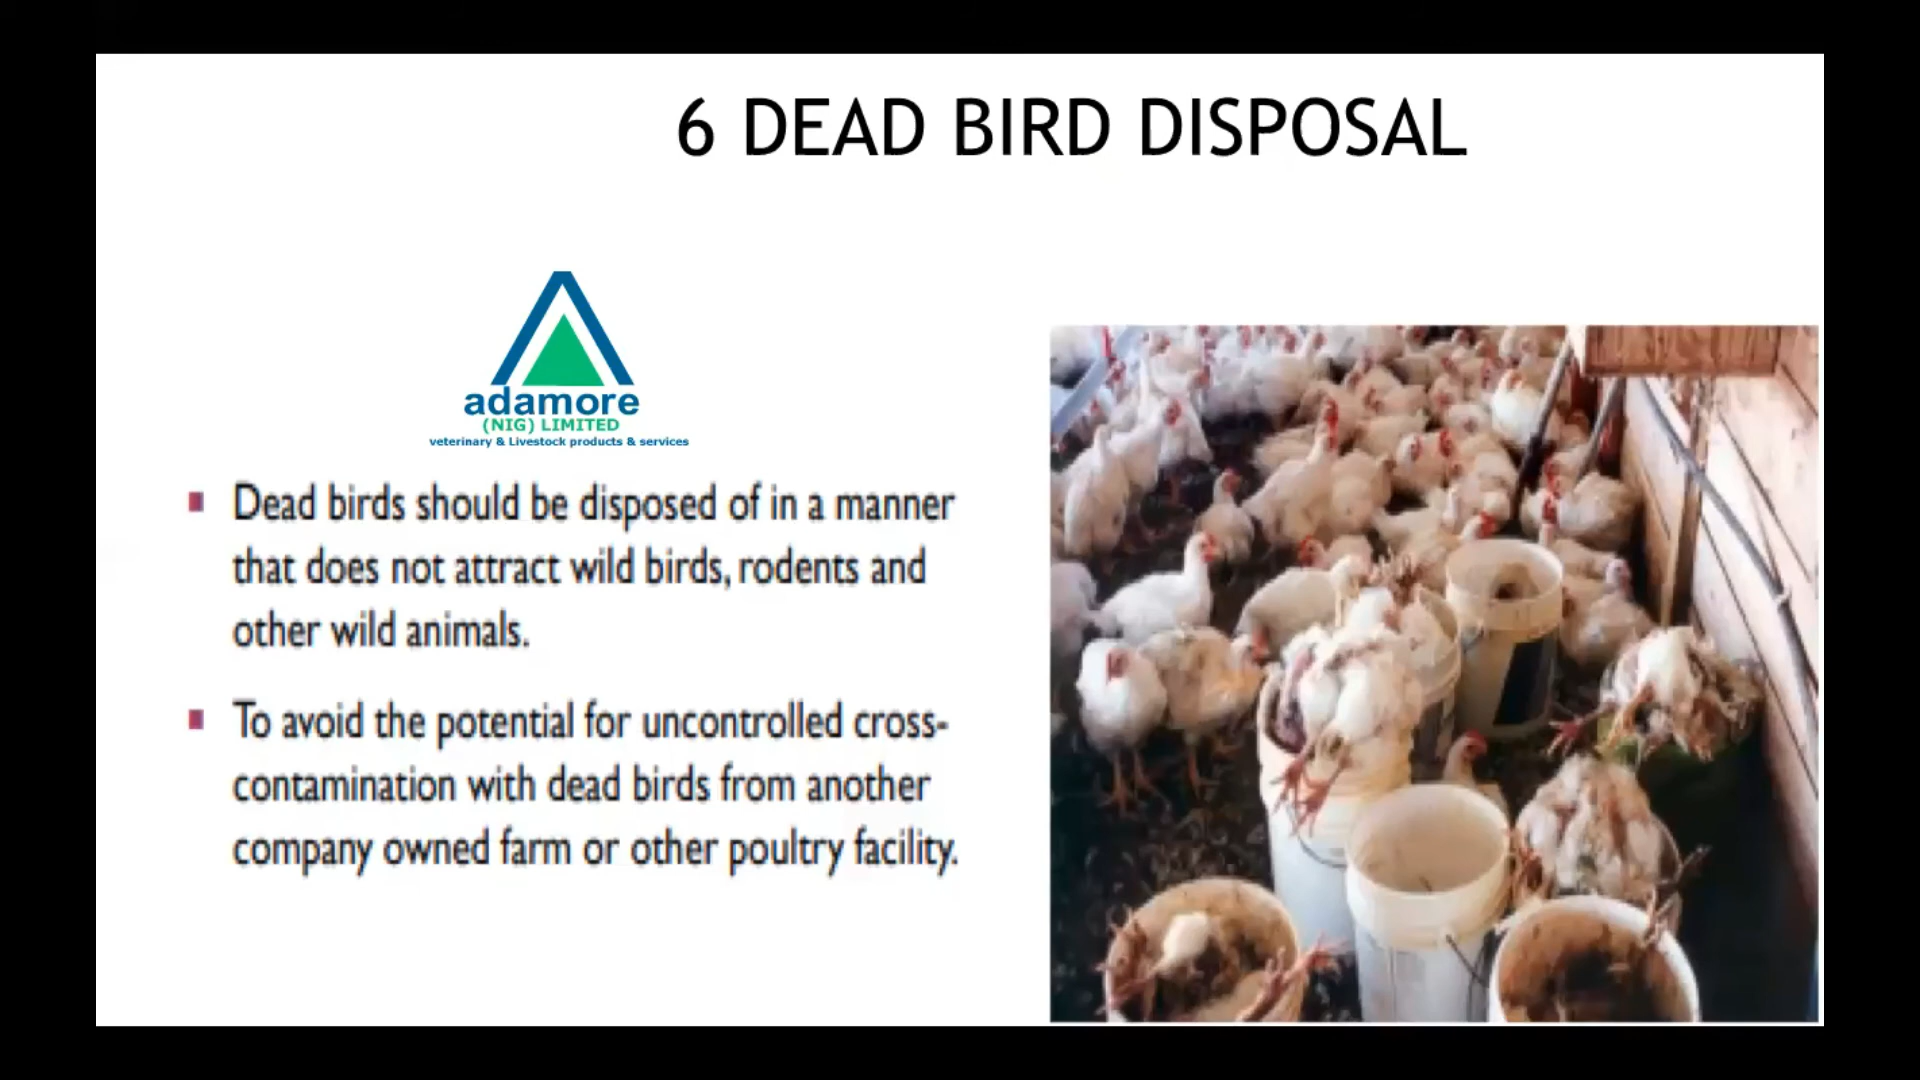 6 DEAD BIRD DISPOSAL
adamore
(NIG) LIMITED
veterinary & Livestock products & services
Dead birds should be disposed of in a manner
that does not attract wild birds, rodents and
other wild animals.
To avoid the potential for uncontrolled cross-
contamination with dead birds from another
company owned farm or other poultry facility.